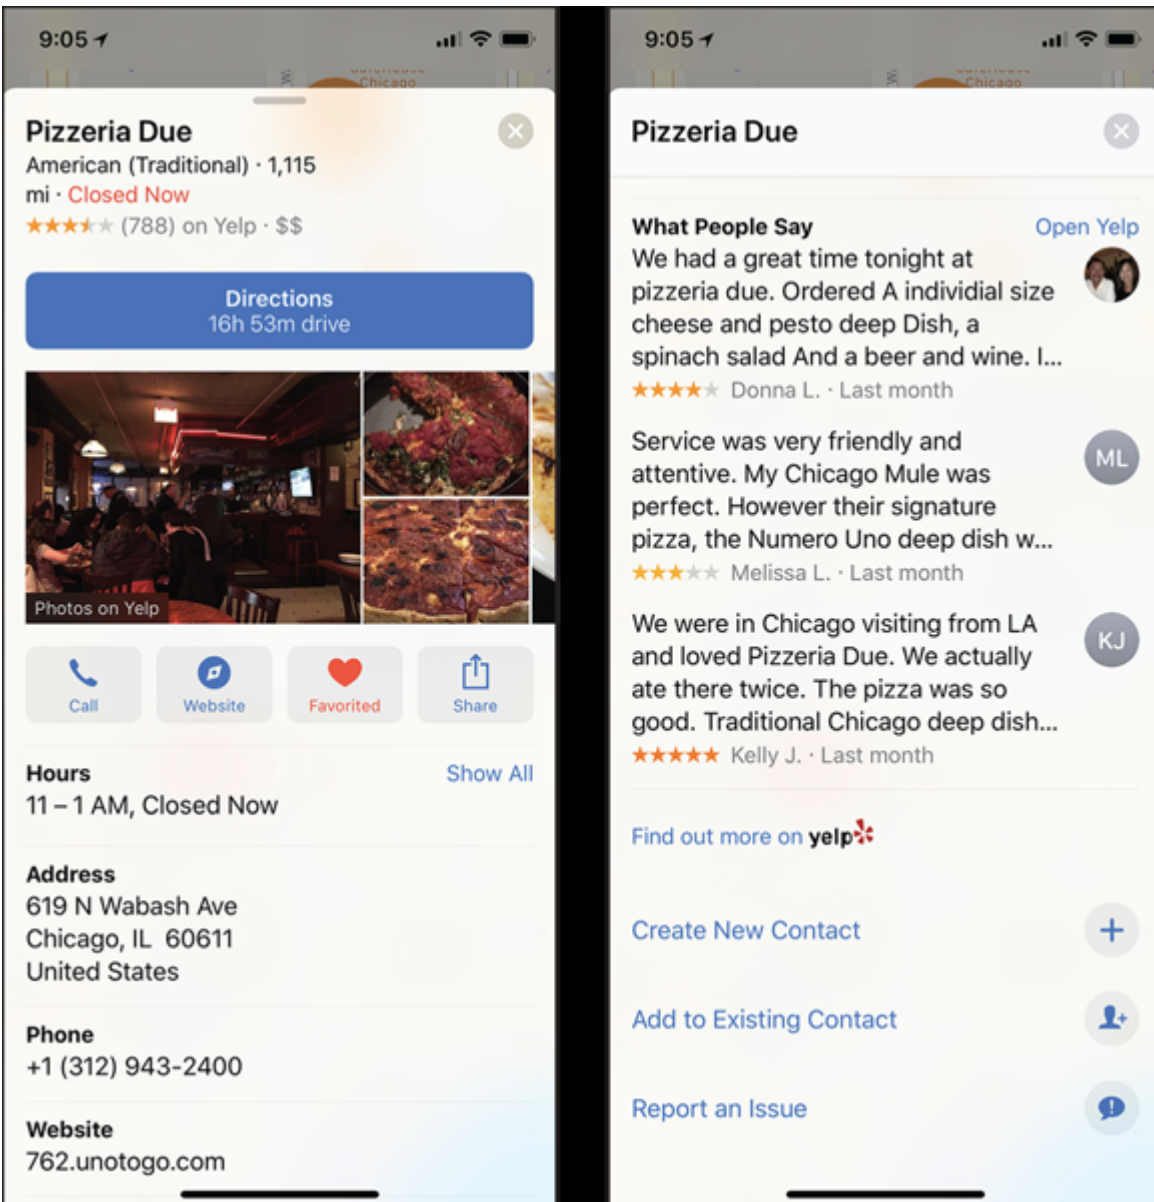 9:05
Chicago
Pizzeria Due
American (Traditional) · 1,115
mi · Closed Now
(788) on Yelp · $$
Directions
16h 53m drive
Photos on Yelp
Call
Website
Favorited
Share
Hours
Show All
11 – 1 AM, Closed Now
Address
619 N Wabash Ave
Chicago, IL  60611
United States
Phone
+1 (312) 943-2400
Website
762.unotogo.com
9:05
Chicago
Pizzeria Due
What People Say
Open Yelp
We had a great time tonight at
pizzeria due. Ordered A individial size
cheese and pesto deep Dish, a
spinach salad And a beer and wine. I...
Donna L. · Last month
Service was very friendly and
attentive. My Chicago Mule was
perfect. However their signature
pizza, the Numero Uno deep dish w...
Melissa L. · Last month
ML
We were in Chicago visiting from LA
and loved Pizzeria Due. We actually
ate there twice. The pizza was so
good. Traditional Chicago deep dish...
Kelly J. · Last month
KJ
Find out more on yelp
Create New Contact
Add to Existing Contact
Report an Issue